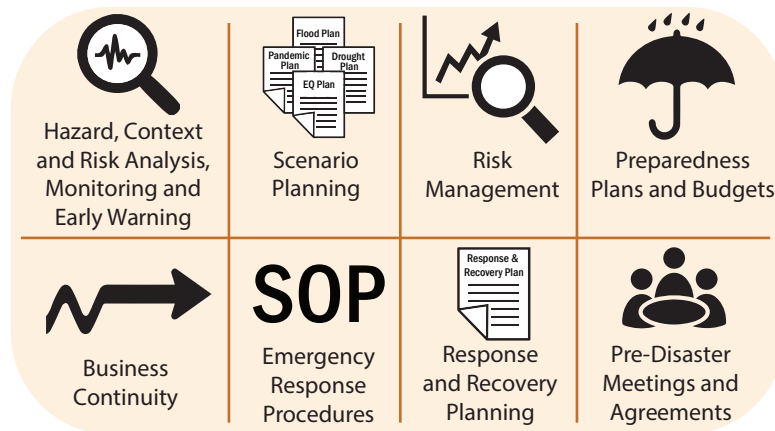 Flood Plan
Pandemic
Plan
Drought
Plan
EQ Plan
Hazard, Context
and Risk Analysis,
Monitoring and
Early Warning
Scenario
Planning
Risk
Management
Preparedness
Plans and Budgets
Business
Continuity
SOP
Emergency
Response
Procedures
Response &
Recovery Plan
Response
and Recovery
Planning
Pre-Disaster
Meetings and
Agreements